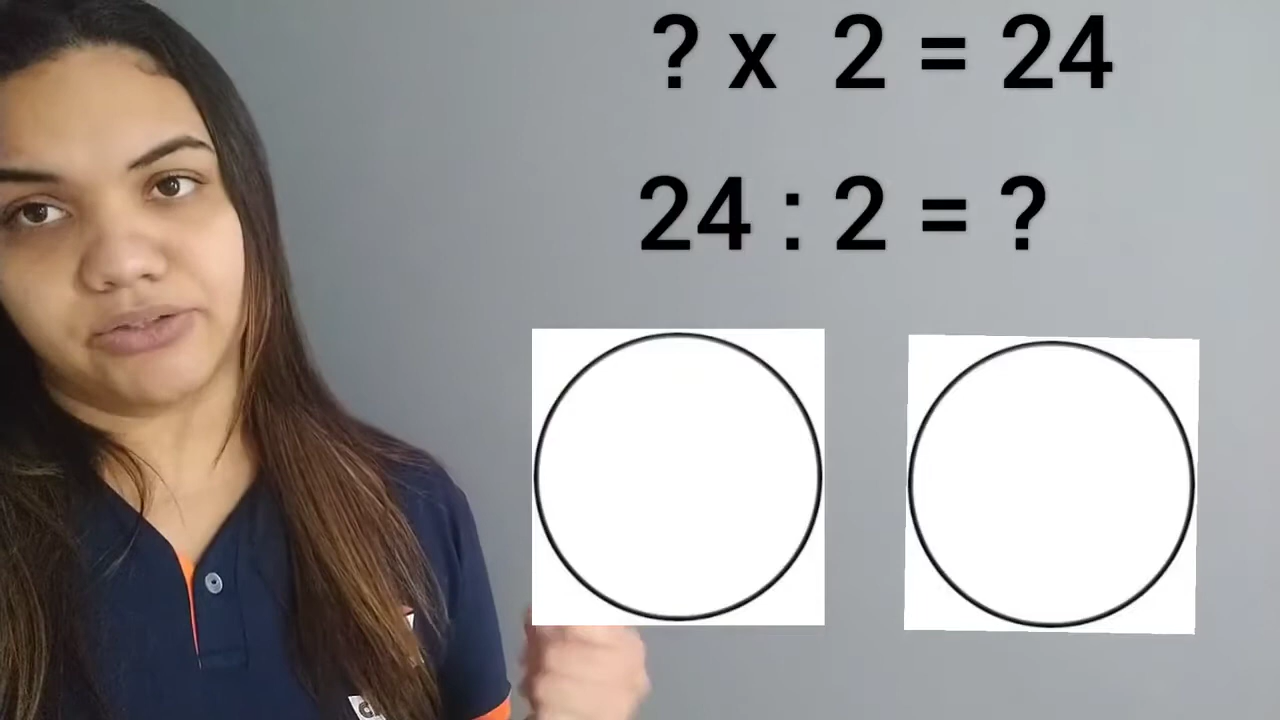 ? x 2 = 24
24 : 2 = ?